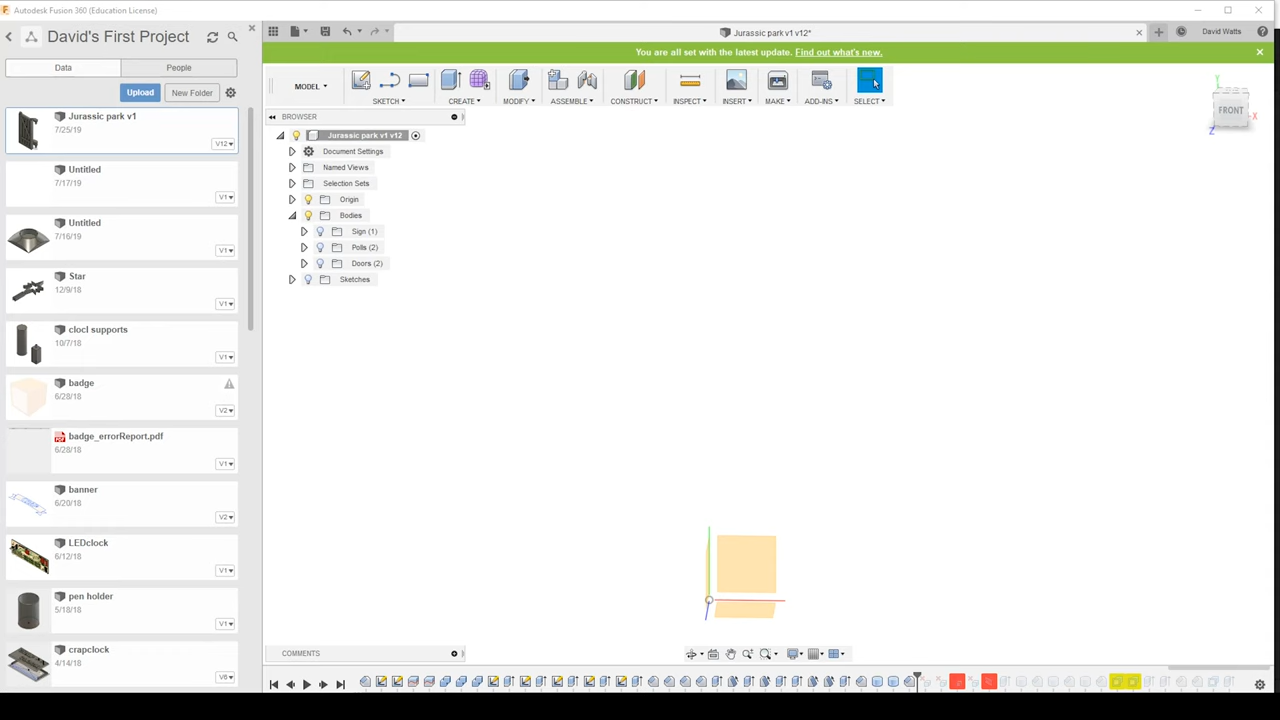 Autodesk Fusion 360 (Education License)
David's First Project
Data
People
Upload
New Folder
Jurassic park v1
7/25/19
V12
Untitled
7/17/19
V1
Untitled
7/16/19
V1
Star
12/9/18
V1
clocl supports
10/7/18
V1
badge
6/28/18
V2
badge_errorReport.pdf
6/28/18
V1
banner
6/20/18
V2
LEDclock
6/12/18
V1
pen holder
5/18/18
V1
crapclock
4/14/18
V6
Jurassic park v1 v12*
David Watts
You are all set with the latest update. Find out what's new.
MODEL
SKETCH
CREATE
MODIFY
ASSEMBLE
CONSTRUCT
INSPECT
INSERT
MAKE
ADD-INS
SELECT
Y
FRONT
X
Z
BROWSER
Jurassic park v1 v12
Document Settings
Named Views
Selection Sets
Origin
Bodies
Sign (1)
Polls (2)
Doors (2)
Sketches
COMMENTS